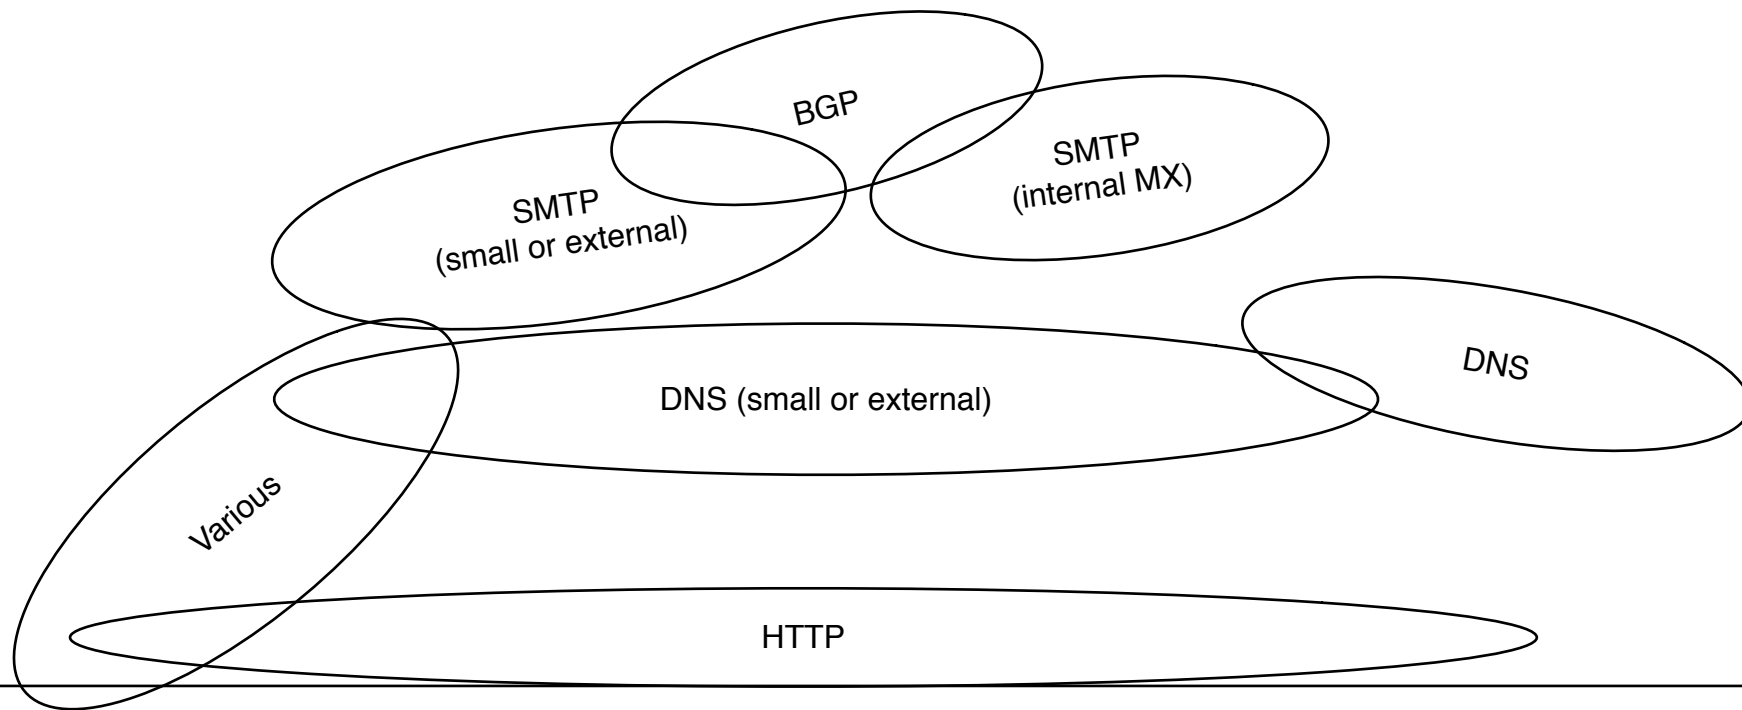 BGP
SMTP
(internal MX)
SMTP
(small or external)
DNS
DNS (small or external)
Various
HTTP